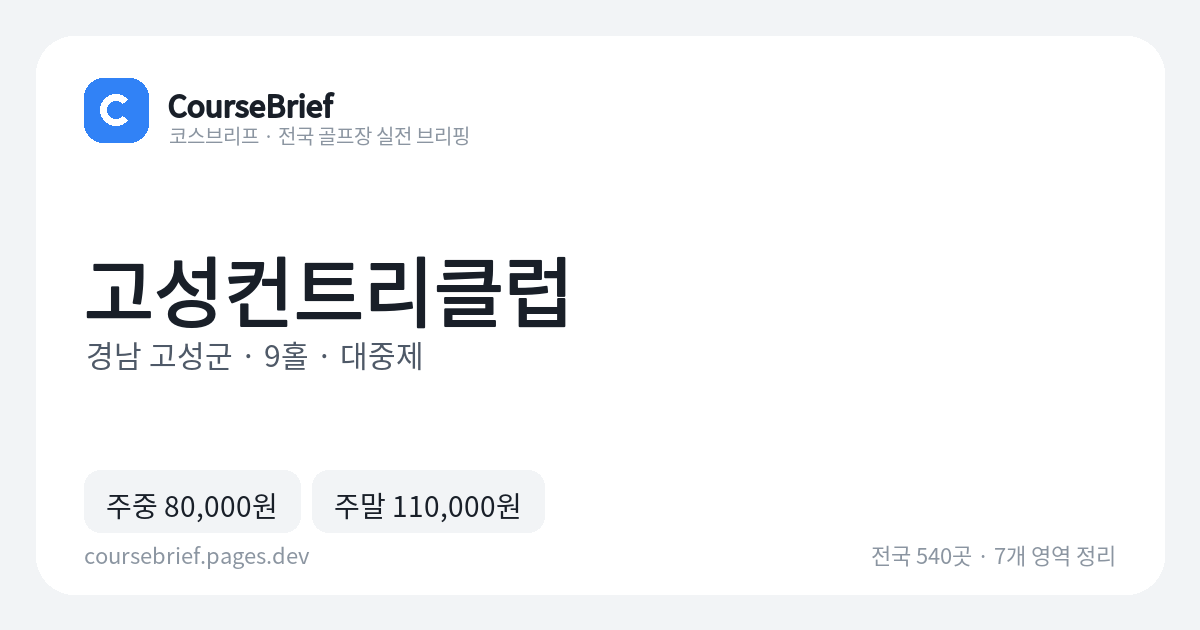 CourseBrief
코스브리프 · 전국 골프장 실전 브리핑
고성컨트리클럽
경남 고성군 · 9홀 · 대중제
주중 80,000원 주말 110,000원
coursebrief.pages.dev 전국 540곳 · 7개 영역 정리